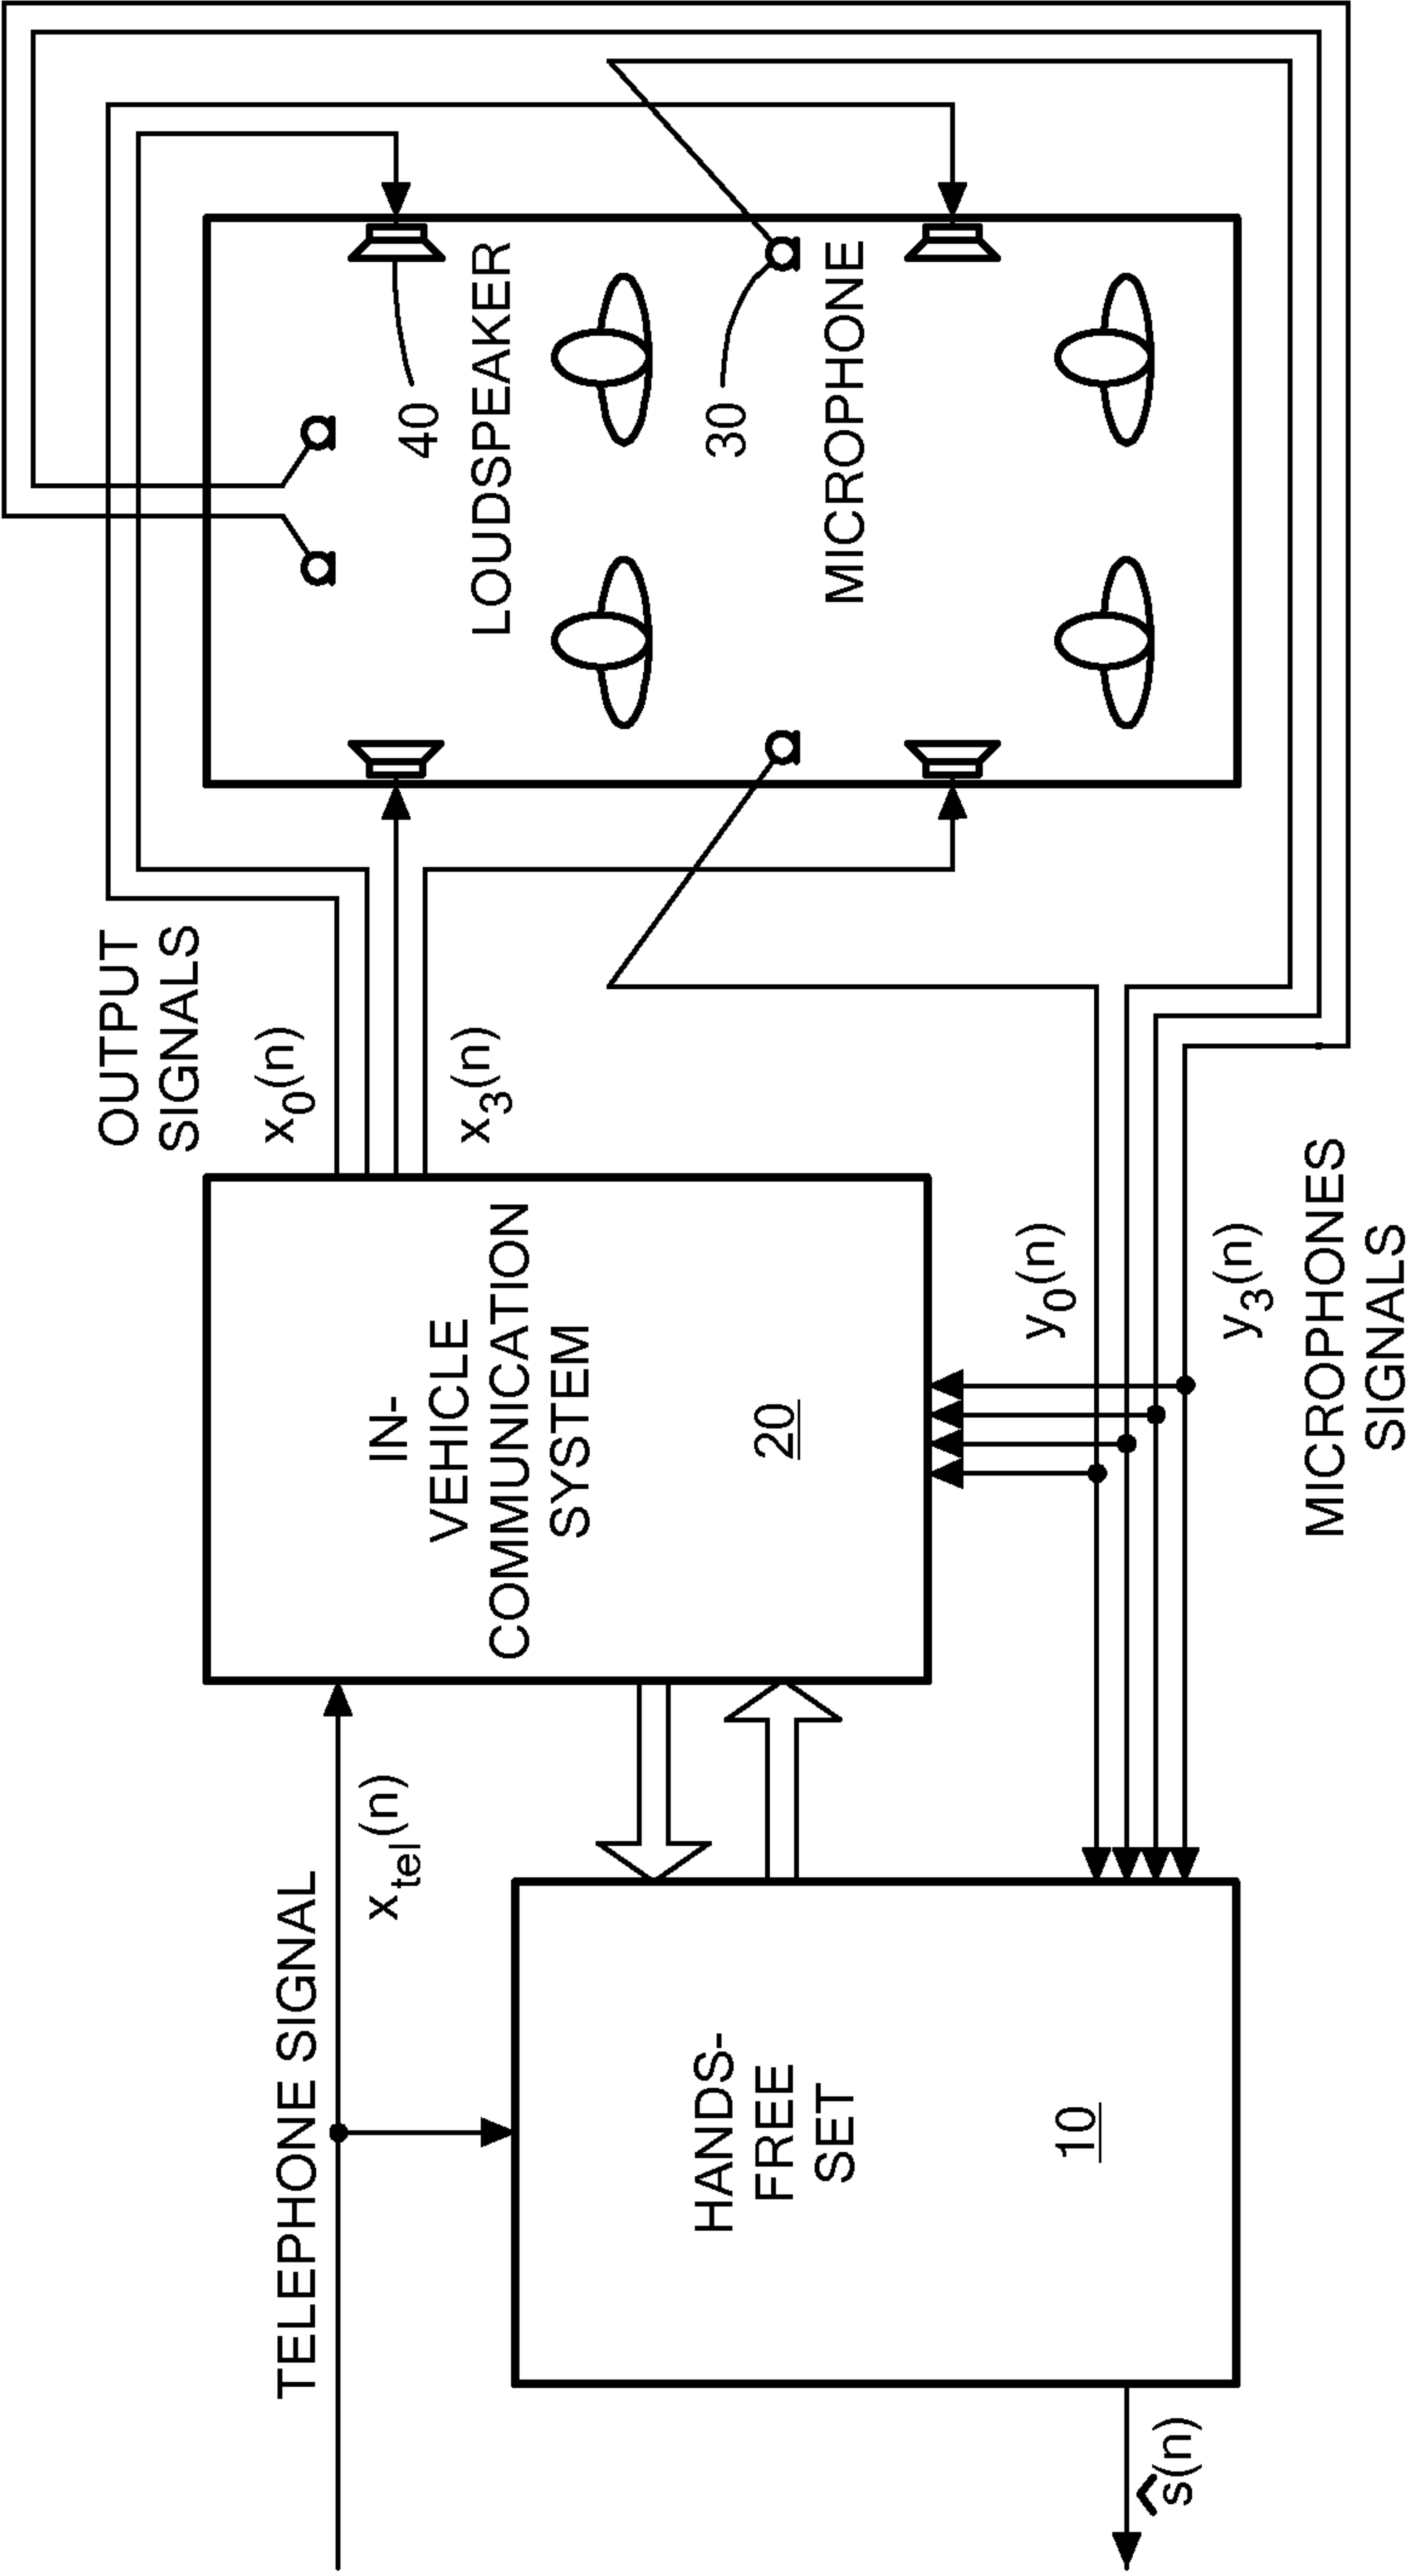 TELEPHONE SIGNAL
x_tel(n)
HANDS-
FREE
SET
10
ŝ(n)
IN-
VEHICLE
COMMUNICATION
SYSTEM
20
OUTPUT
SIGNALS
x₀(n)
x₃(n)
y₀(n)
y₃(n)
MICROPHONES
SIGNALS
40
LOUDSPEAKER
30
MICROPHONE